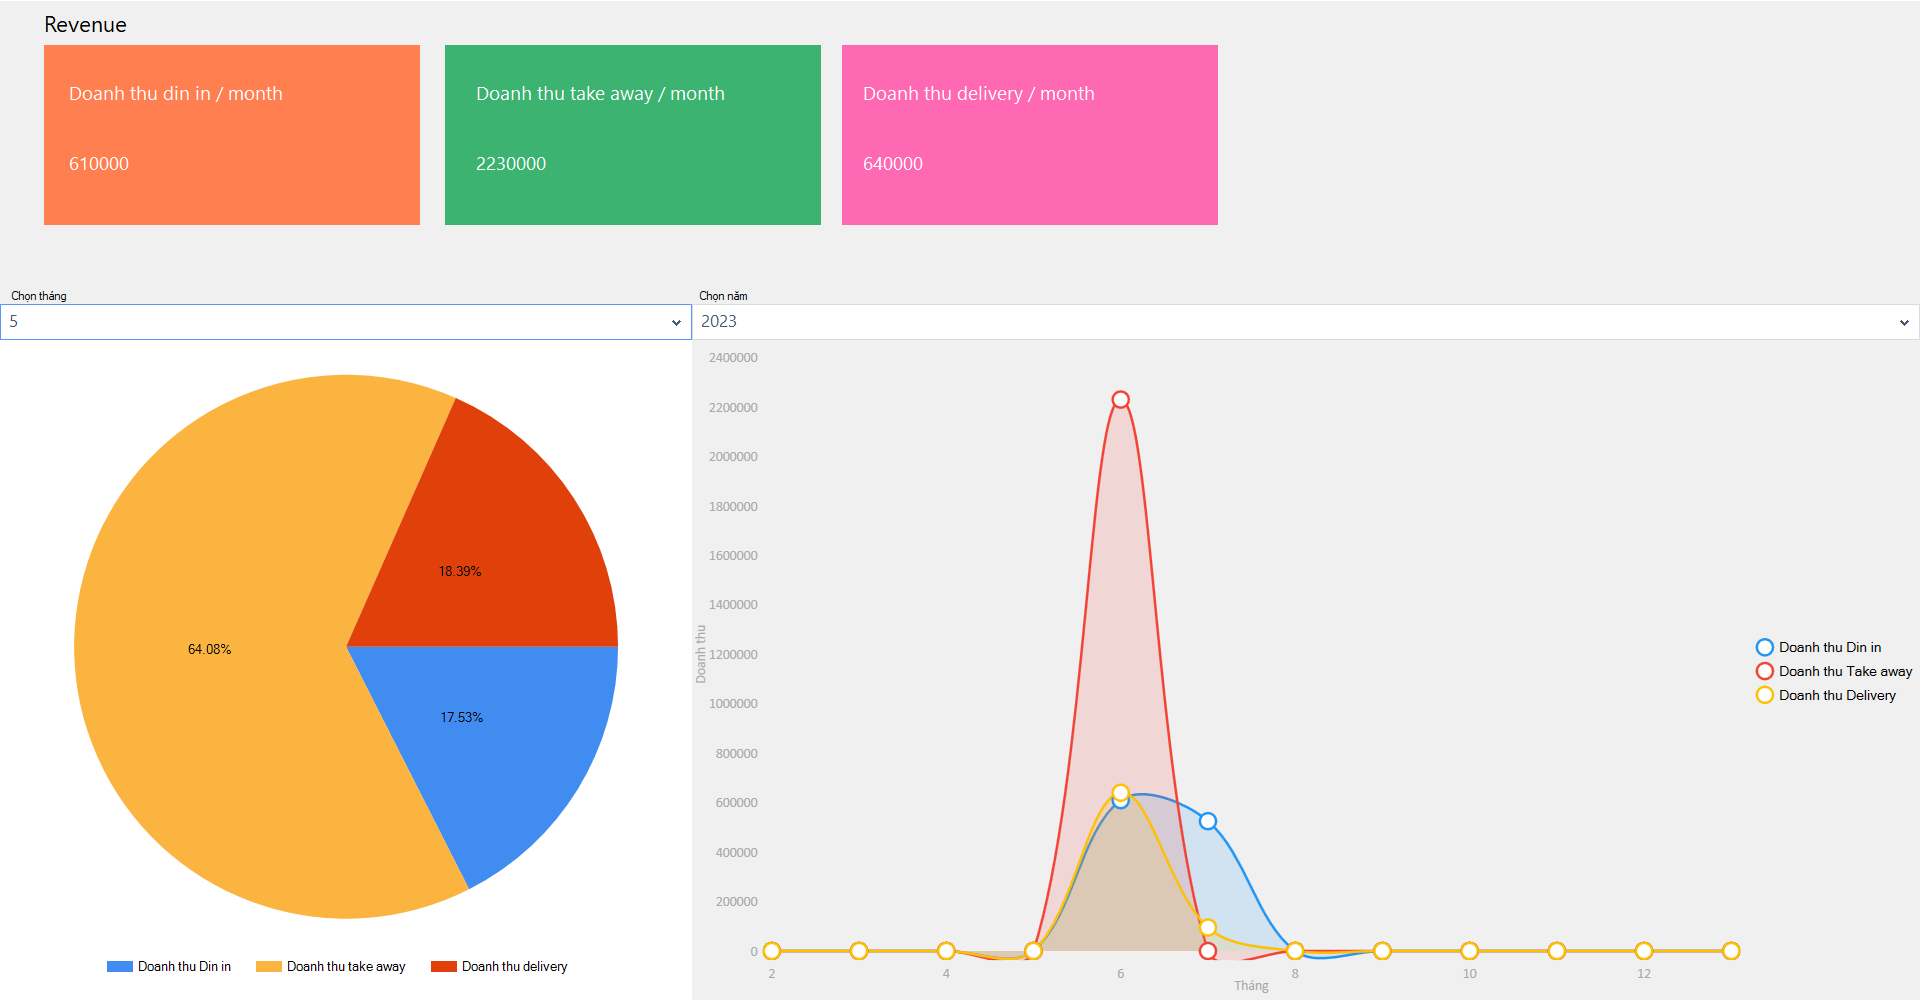 Revenue
Doanh thu din in / month
610000
Doanh thu take away / month
2230000
Doanh thu delivery / month
640000
Chọn tháng
5
Chọn năm
2023
18.39%
64.08%
17.53%
Doanh thu Din in
Doanh thu take away
Doanh thu delivery
2400000
2200000
2000000
1800000
1600000
1400000
1200000
1000000
800000
600000
400000
200000
0
Doanh thu
2
4
6
8
10
12
Tháng
Doanh thu Din in
Doanh thu Take away
Doanh thu Delivery